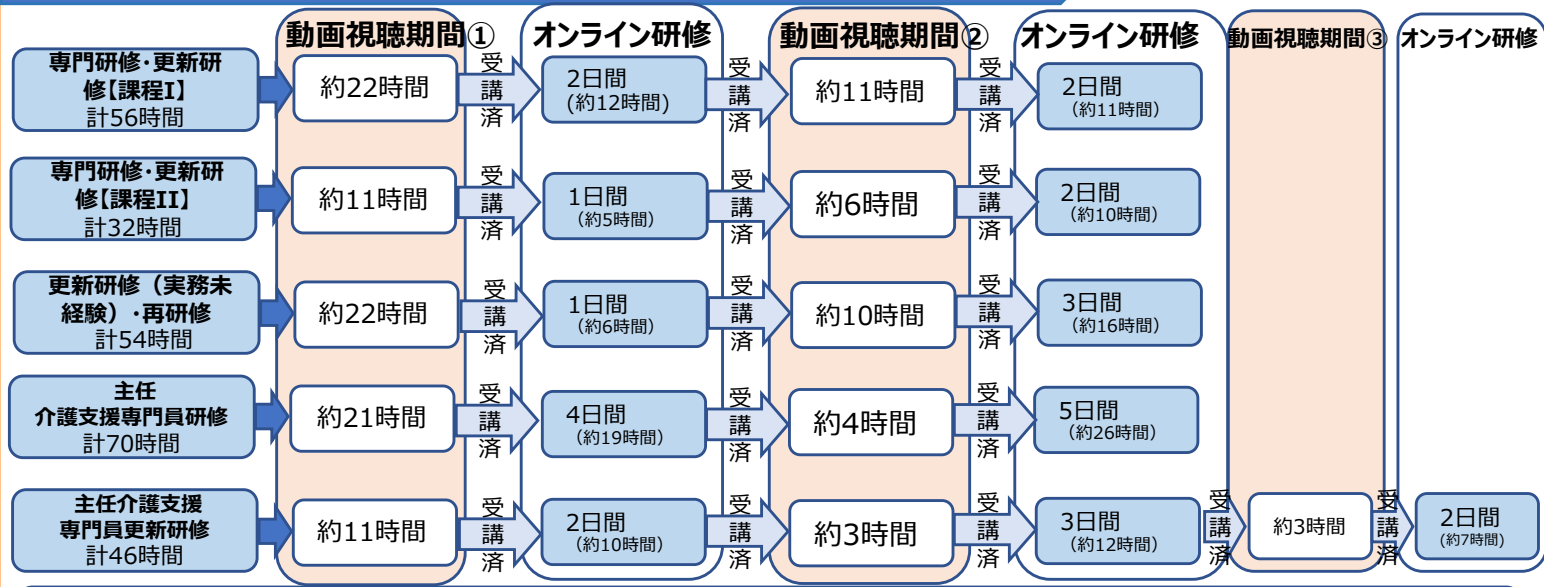 動画視聴期間①
オンライン研修
動画視聴期間②
オンライン研修
動画視聴期間③
オンライン研修
専門研修・更新研
修【課程I】
計56時間
約22時間
受
講
済
2日間
(約12時間)
受
講
済
約11時間
受
講
済
2日間
（約11時間）
専門研修・更新研
修【課程II】
計32時間
約11時間
受
講
済
1日間
（約5時間）
受
講
済
約6時間
受
講
済
2日間
（約10時間）
更新研修（実務未
経験）・再研修
計54時間
約22時間
受
講
済
1日間
（約6時間）
受
講
済
約10時間
受
講
済
3日間
（約16時間）
主任
介護支援専門員研修
計70時間
約21時間
受
講
済
4日間
（約19時間）
受
講
済
約4時間
受
講
済
5日間
（約26時間）
主任介護支援
専門員更新研修
計46時間
約11時間
受
講
済
2日間
（約10時間）
受
講
済
約3時間
受
講
済
3日間
（約12時間）
受
講
済
約3時間
受
講
済
2日間
(約7時間)